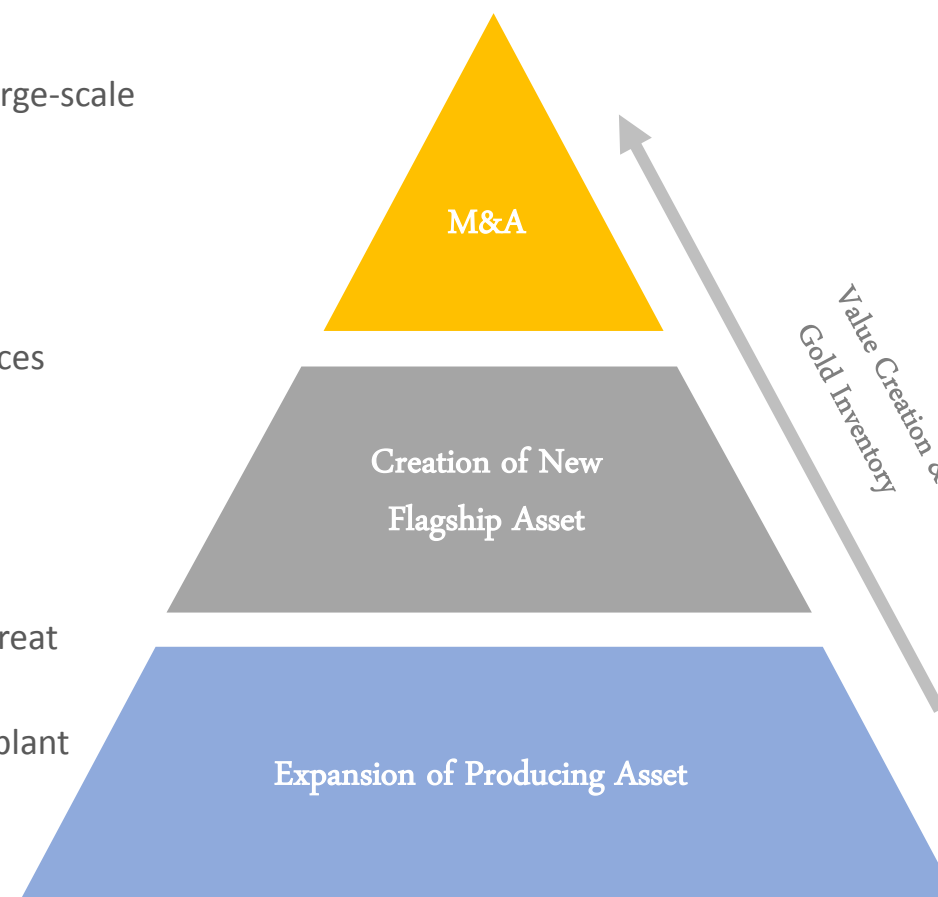 rge-scale
M&A
ces
Value Creation &
Gold Inventory
Creation of New
Flagship Asset
reat
plant
Expansion of Producing Asset